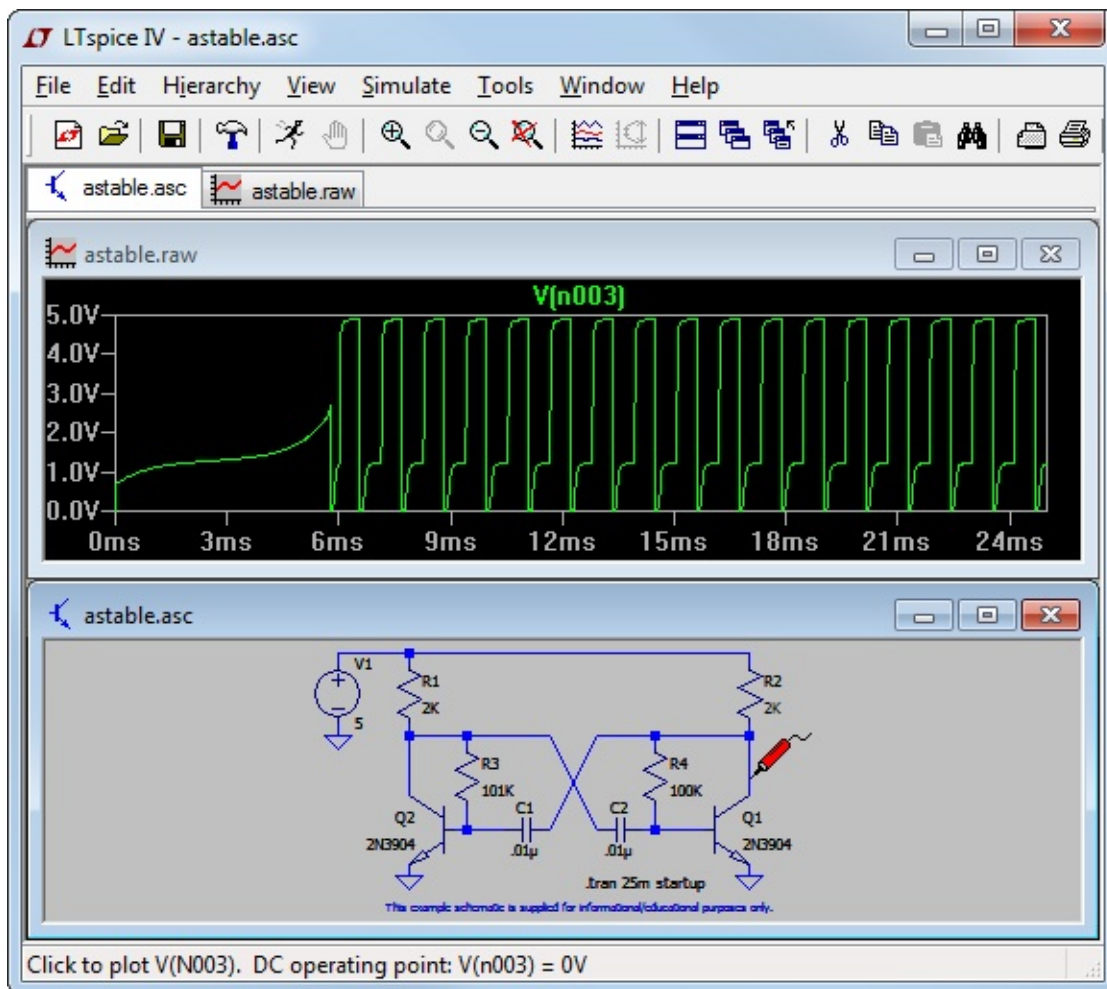 LTspice IV - astable.asc
File Edit Hierarchy View Simulate Tools Window Help
astable.asc astable.raw
astable.raw
V(n003)
5.0V
4.0V
3.0V
2.0V
1.0V
0.0V
0ms 3ms 6ms 9ms 12ms 15ms 18ms 21ms 24ms
astable.asc
V1
R1
R2
2K
2K
5
R3
R4
101K
100K
C1
C2
Q2
Q1
2N3904
.01µ
.01µ
2N3904
.tran 25m startup
This example schematic is supplied for informational/educational purposes only.
Click to plot V(N003). DC operating point: V(n003) = 0V